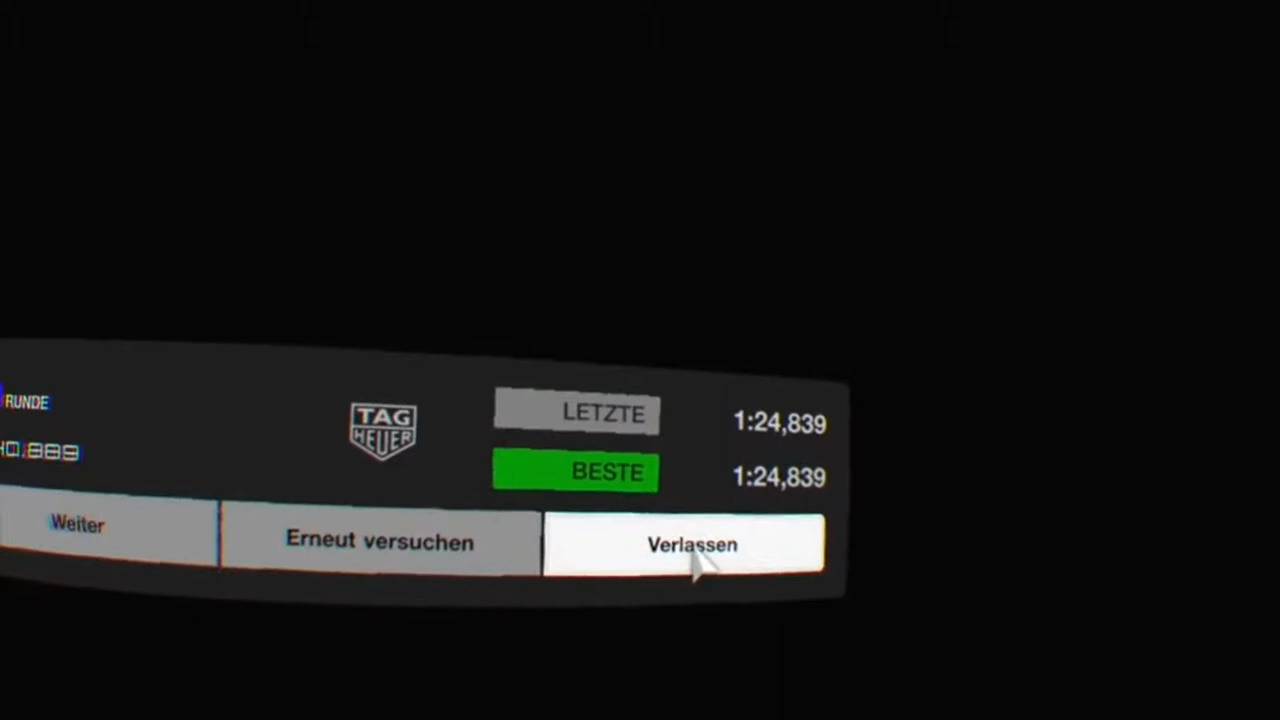 RUNDE
TAG
HEUER
LETZTE 1:24,839
BESTE 1:24,839
Weiter Erneut versuchen Verlassen